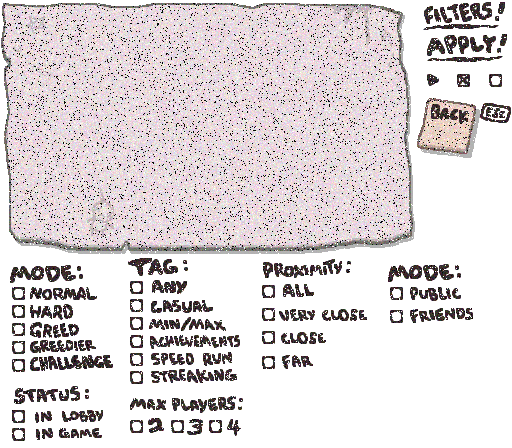 FILTERS!
APPLY!
BACK
ESC
MODE:
NORMAL
HARD
GREED
GREEDIER
CHALLENGE
TAG:
ANY
CASUAL
MIN/MAX
ACHIEVEMENTS
SPEED RUN
STREAKING
PROXIMITY:
ALL
VERY CLOSE
CLOSE
FAR
MODE:
PUBLIC
FRIENDS
STATUS:
IN LOBBY
IN GAME
MAX PLAYERS:
2 3 4